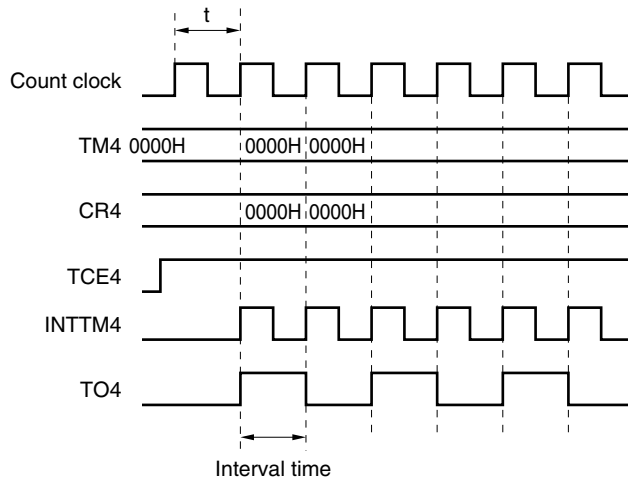 t
Count clock
TM4 0000H 0000H 0000H
CR4 0000H 0000H
TCE4
INTTM4
TO4
Interval time